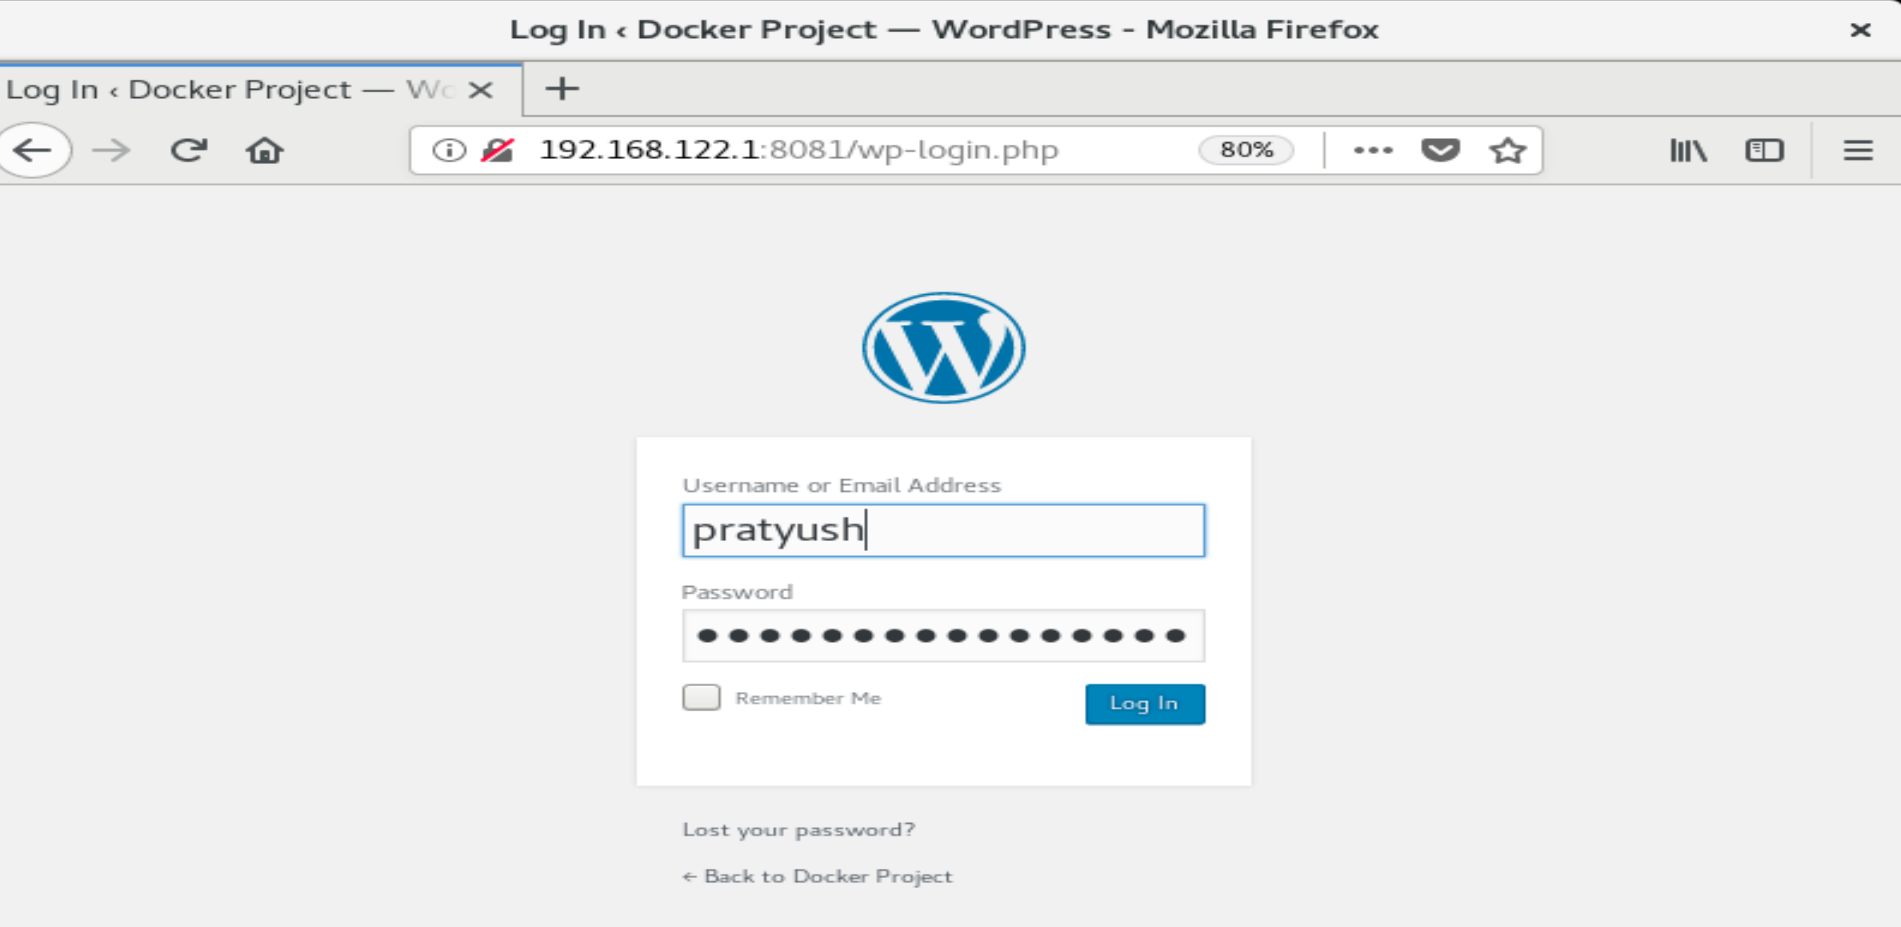 Log In ‹ Docker Project — WordPress - Mozilla Firefox
Log In ‹ Docker Project — Wo
192.168.122.1:8081/wp-login.php
80%
Username or Email Address
pratyush
Password
Remember Me
Log In
Lost your password?
← Back to Docker Project